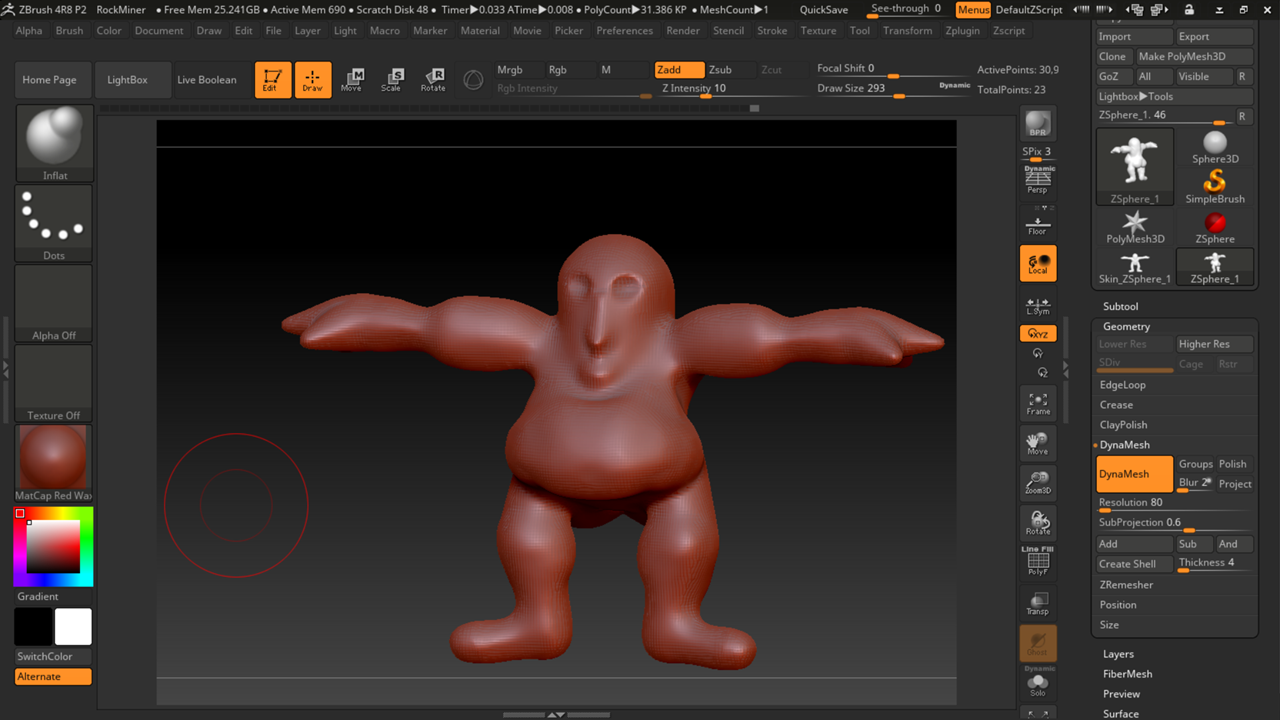 ZBrush 4R8 P2 RockMiner • Free Mem 25.241GB • Active Mem 690 • Scratch Disk 48 • Timer▶0.033 ATime▶0.008 • PolyCount▶31.386 KP • MeshCount▶1 QuickSave See-through 0 Menus DefaultZScript
Alpha Brush Color Document Draw Edit File Layer Light Macro Marker Material Movie Picker Preferences Render Stencil Stroke Texture Tool Transform Zplugin Zscript
Home Page LightBox Live Boolean Edit Draw Move Scale Rotate
Mrgb Rgb M Zadd Zsub Zcut Focal Shift 0 ActivePoints: 30,9
Rgb Intensity Z Intensity 10 Draw Size 293 Dynamic TotalPoints: 23
Inflat
Dots
Alpha Off
Texture Off
MatCap Red Wax
Gradient
SwitchColor
Alternate
BPR
SPix 3
Dynamic
Persp
Floor
Local
L.Sym
XYZ
Frame
Move
Zoom3D
Rotate
Line Fill
PolyF
Transp
Ghost
Dynamic
Solo
Import Export
Clone Make PolyMesh3D
GoZ All Visible R
Lightbox▶Tools
ZSphere_1. 46 R
ZSphere_1 Sphere3D
SimpleBrush
PolyMesh3D ZSphere
Skin_ZSphere_1 ZSphere_1
Subtool
Geometry
Lower Res Higher Res
SDiv Cage Rstr
EdgeLoop
Crease
ClayPolish
DynaMesh
DynaMesh Groups Polish
Blur 2 Project
Resolution 80
SubProjection 0.6
Add Sub And
Create Shell Thickness 4
ZRemesher
Position
Size
Layers
FiberMesh
Preview
Surface